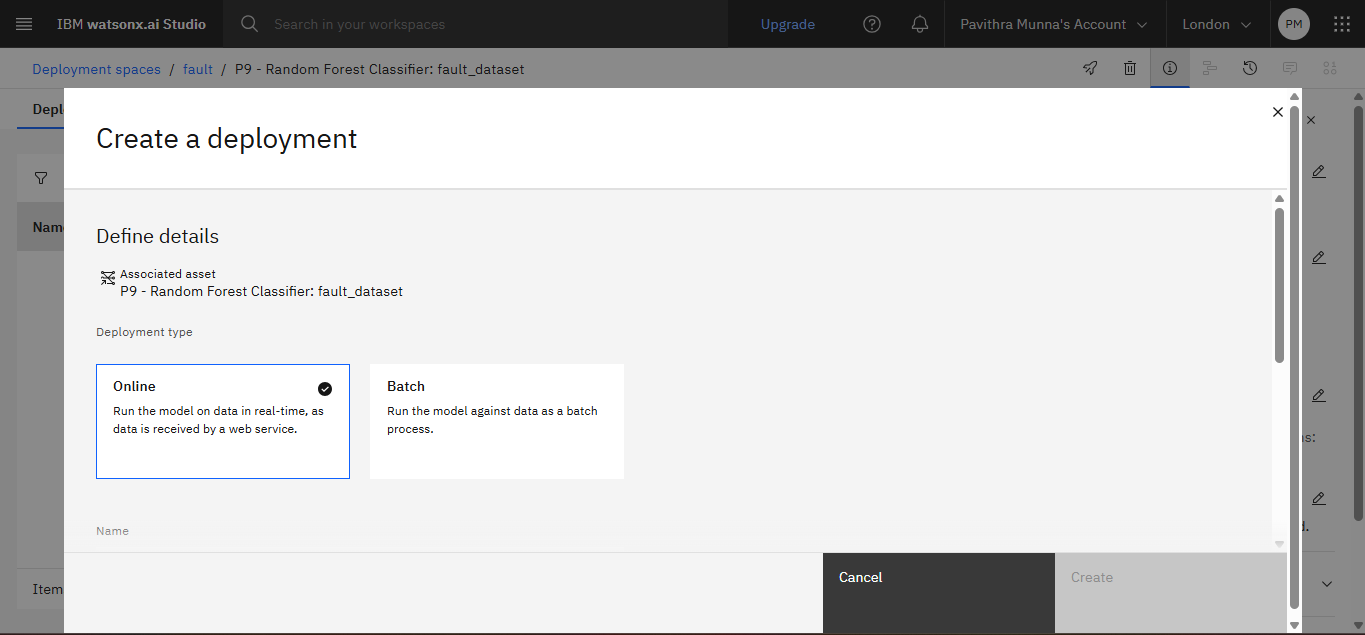 IBM watsonx.ai Studio
Search in your workspaces
Upgrade
Pavithra Munna's Account
London
PM
Deployment spaces / fault / P9 - Random Forest Classifier: fault_dataset
Create a deployment
Define details
Associated asset
P9 - Random Forest Classifier: fault_dataset
Deployment type
Online
Run the model on data in real-time, as
data is received by a web service.
Batch
Run the model against data as a batch
process.
Name
Cancel
Create
Item